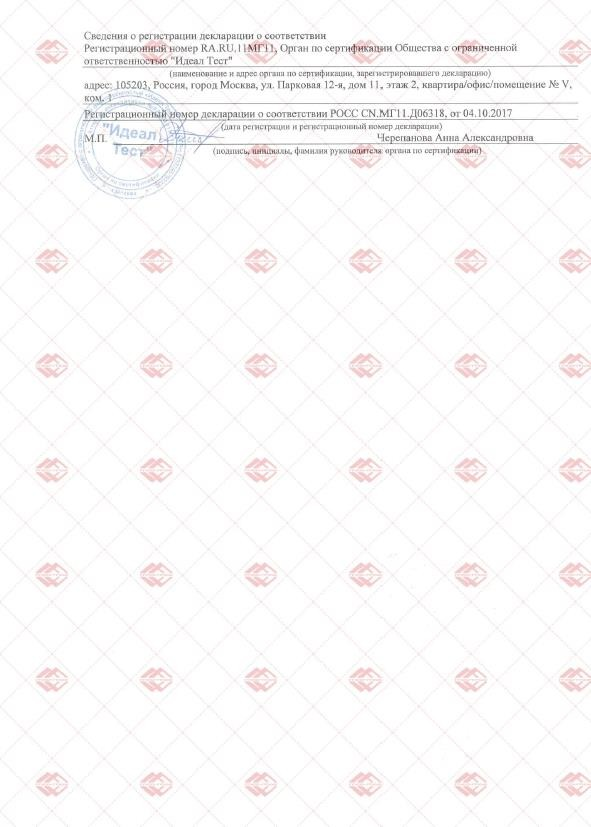 Сведения о регистрации декларации о соответствии
Регистрационный номер RA.RU.11МГ11, Орган по сертификации Общества с ограниченной
ответственностью "Идеал Тест"
(наименование и адрес органа по сертификации, зарегистрировавшего декларацию)
адрес: 105203, Россия, город Москва, ул. Парковая 12-я, дом 11, этаж 2, квартира/офис/помещение № V,
ком. 1
Регистрационный номер декларации о соответствии РОСС CN.МГ11.Д06318, от 04.10.2017
(дата регистрации и регистрационный номер декларации)
М.П. Черепанова Анна Александровна
(подпись, инициалы, фамилия руководителя органа по сертификации)
"Идеал
Тест"